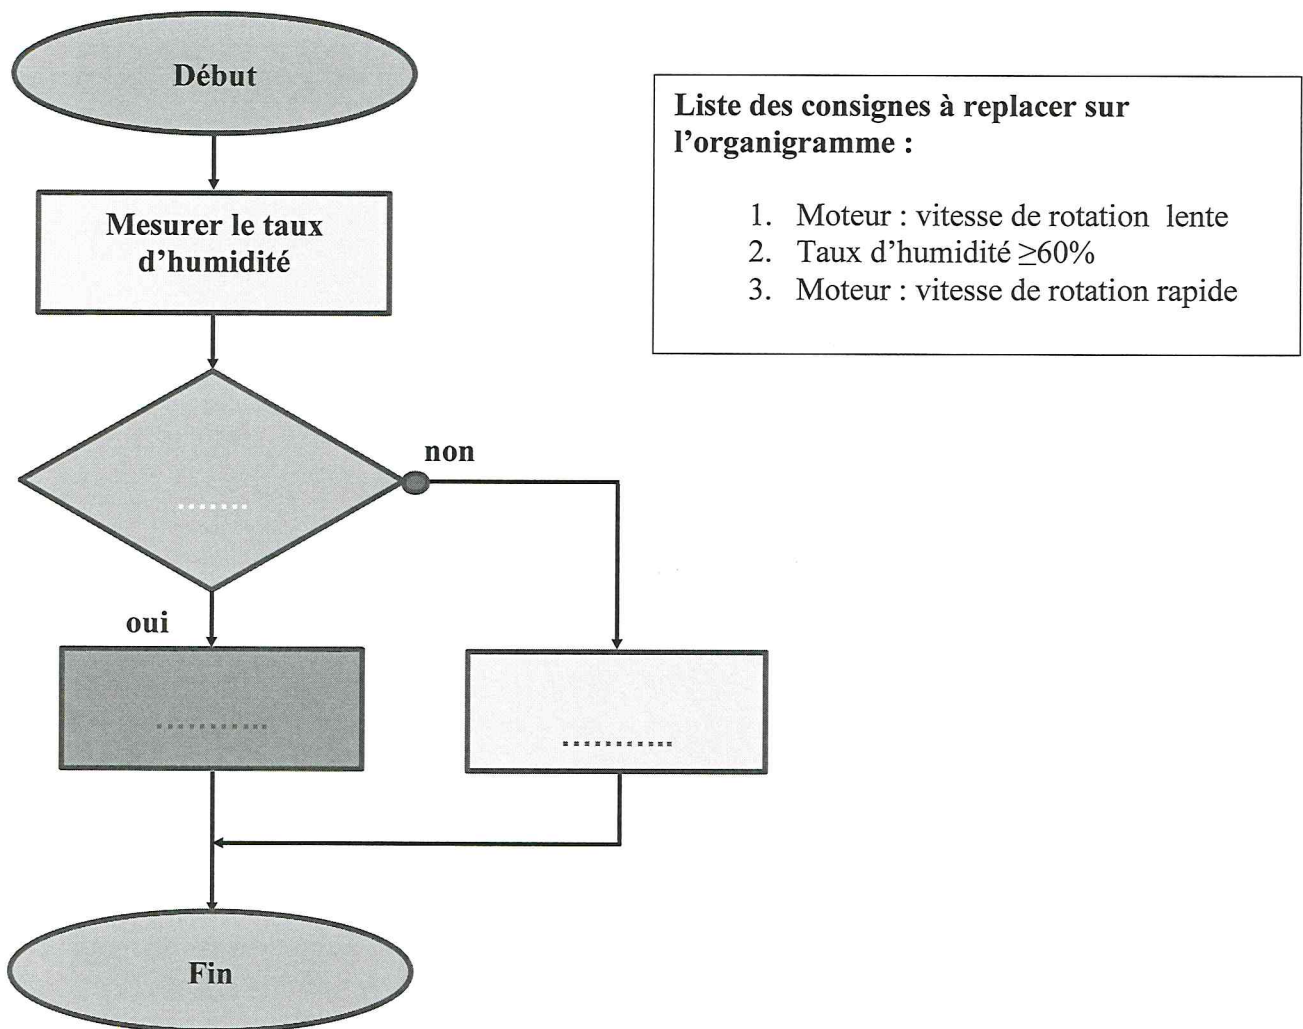 Début
Mesurer le taux
d'humidité
non
.......
oui
...........
...........
Fin
Liste des consignes à replacer sur
l'organigramme :
1. Moteur : vitesse de rotation lente
2. Taux d'humidité ≥60%
3. Moteur : vitesse de rotation rapide